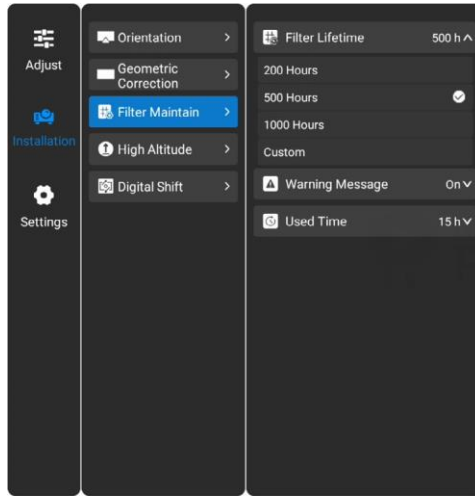 Adjust
Installation
Settings
Orientation
Geometric
Correction
Filter Maintain
High Altitude
Digital Shift
Filter Lifetime 500 h
200 Hours
500 Hours
1000 Hours
Custom
Warning Message On
Used Time 15 h